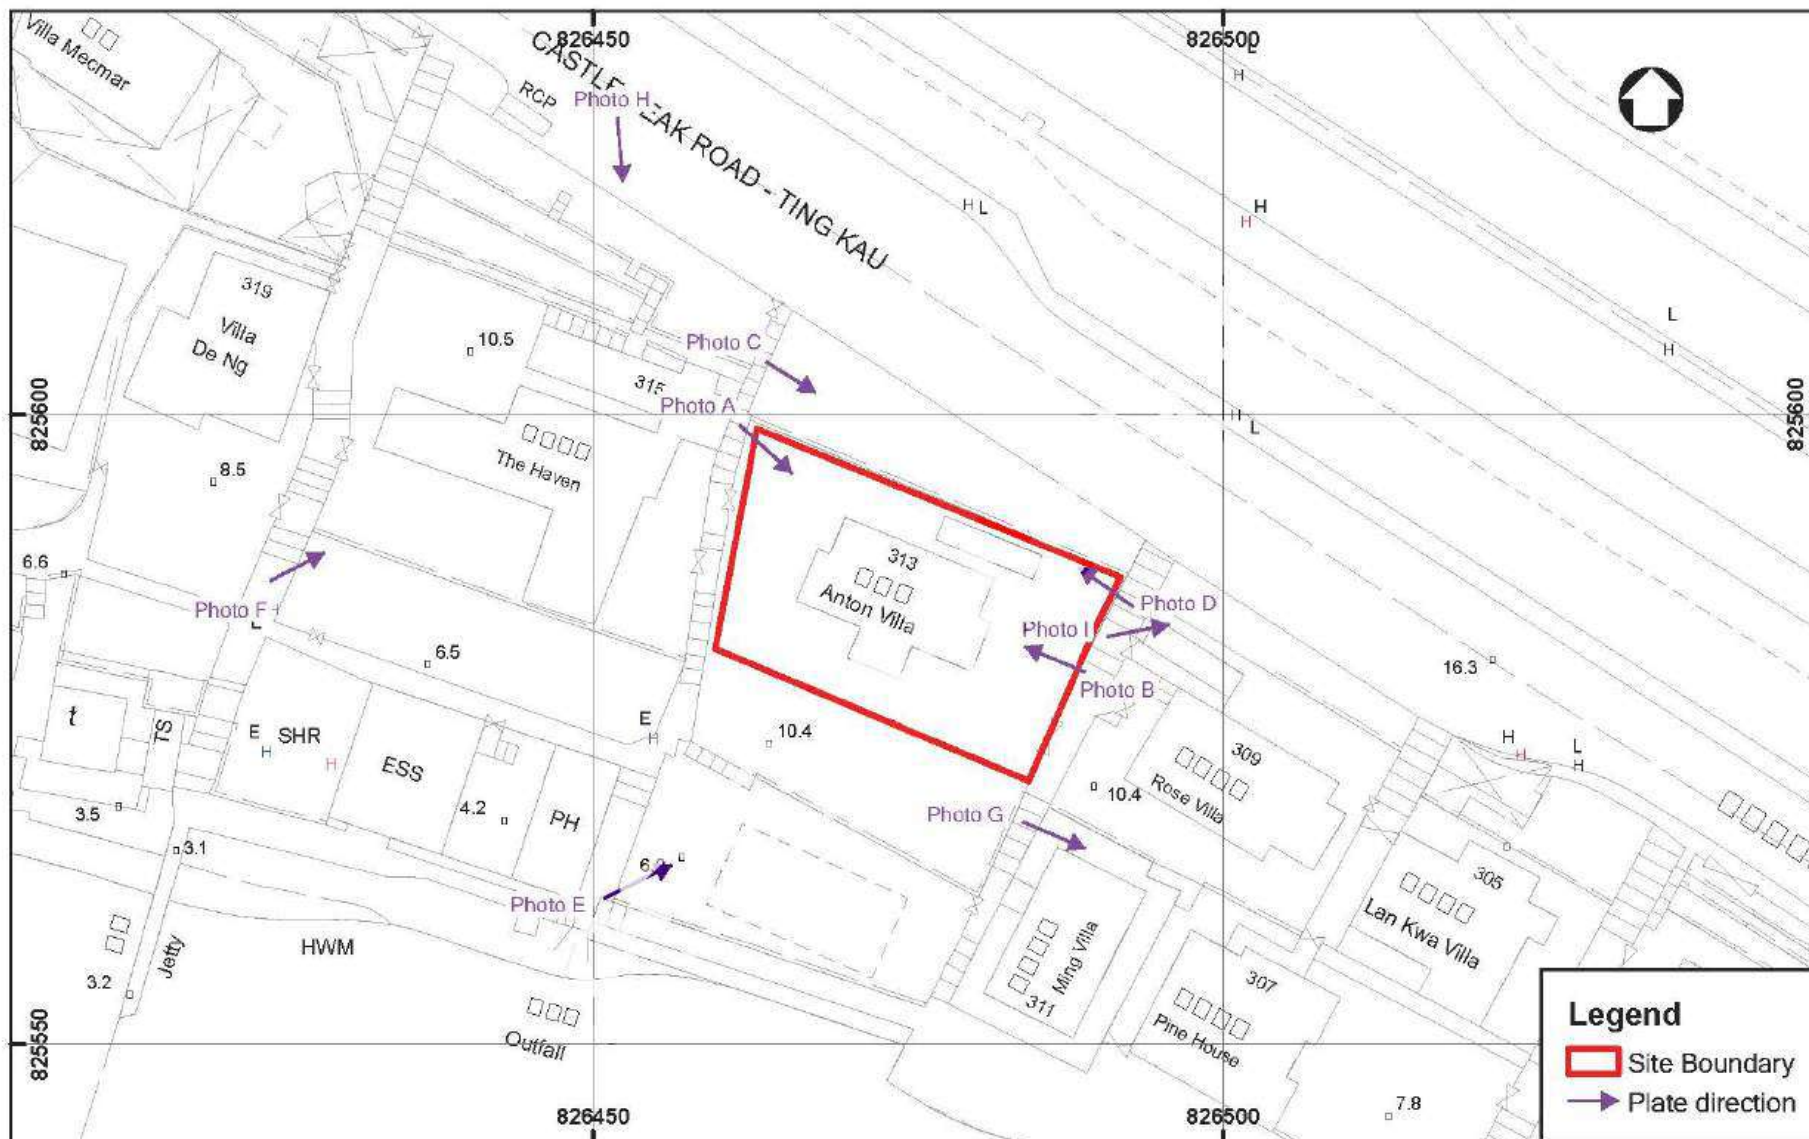 826450
826500
Villa Mecmar
RCP
CASTLE PEAK ROAD - TING KAU
Photo H
L
H
H L
H
H
L
H
319
Villa
De Ng
10.5
Photo C
315
Photo A
825600
825600
H
L
The Haven
8.5
6.6
313
Anton Villa
Photo D
Photo I
Photo B
Photo F
6.5
16.3
TS
E
SHR
H
H
ESS
E
H
10.4
4.2
PH
3.5
3.1
309
Rose Villa
10.4
H
L
H
H
Photo G
Photo E
305
Lan Kwa Villa
HWM
Jetty
3.2
Outfall
Ming Villa
311
307
Pine House
825550
826450
826500
7.8
Legend
Site Boundary
Plate direction